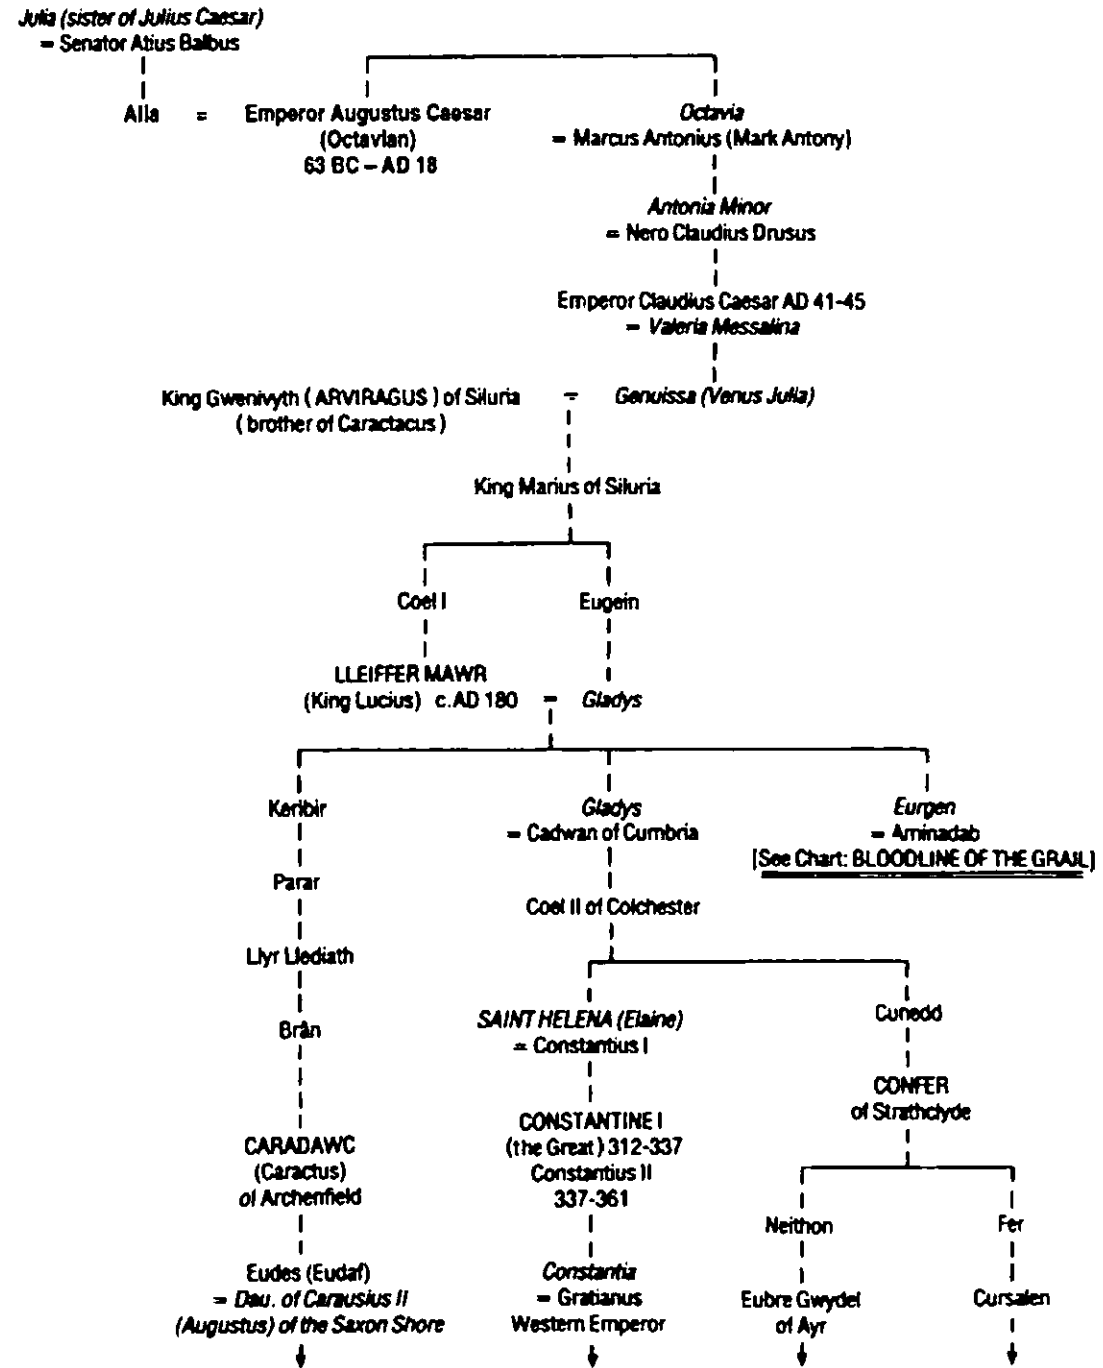 Julia (sister of Julius Caesar)
= Senator Atius Balbus
Alla = Emperor Augustus Caesar
(Octavian)
63 BC – AD 18
Octavia
= Marcus Antonius (Mark Antony)
Antonia Minor
= Nero Claudius Drusus
Emperor Claudius Caesar AD 41-45
= Valeria Messalina
King Gwenivyth ( ARVIRAGUS ) of Siluria = Genuissa (Venus Julia)
( brother of Caractacus )
King Marius of Siluria
Coel I
Eugein
LLEIFFER MAWR
(King Lucius) c.AD 180 = Gladys
Keribir
Gladys
= Cadwan of Cumbria
Eurgen
= Aminadab
[See Chart: BLOODLINE OF THE GRAIL]
Parar
Coel II of Colchester
Llyr Llediath
Brân
SAINT HELENA (Elaine)
= Constantius I
Cunedd
CONFER
of Strathclyde
CARADAWC
(Caractus)
of Archenfield
CONSTANTINE I
(the Great) 312-337
Constantius II
337-361
Neithon
Fer
Eudes (Eudaf)
= Dau. of Carausius II
(Augustus) of the Saxon Shore
Constantia
= Gratianus
Western Emperor
Eubre Gwydel
of Ayr
Cursalen